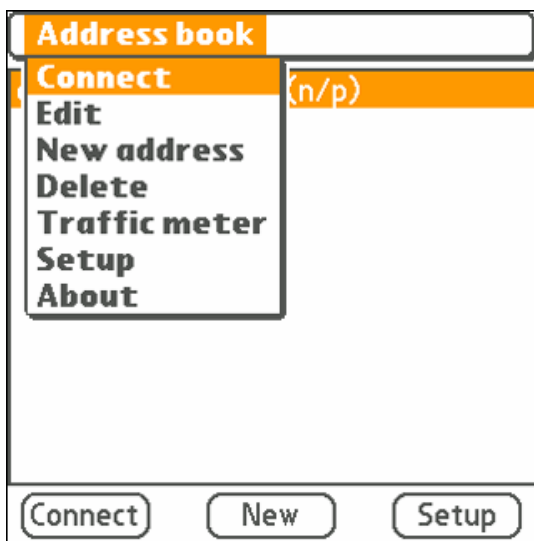 Address book
Connect
(n/p)
Edit
New address
Delete
Traffic meter
Setup
About
Connect
New
Setup